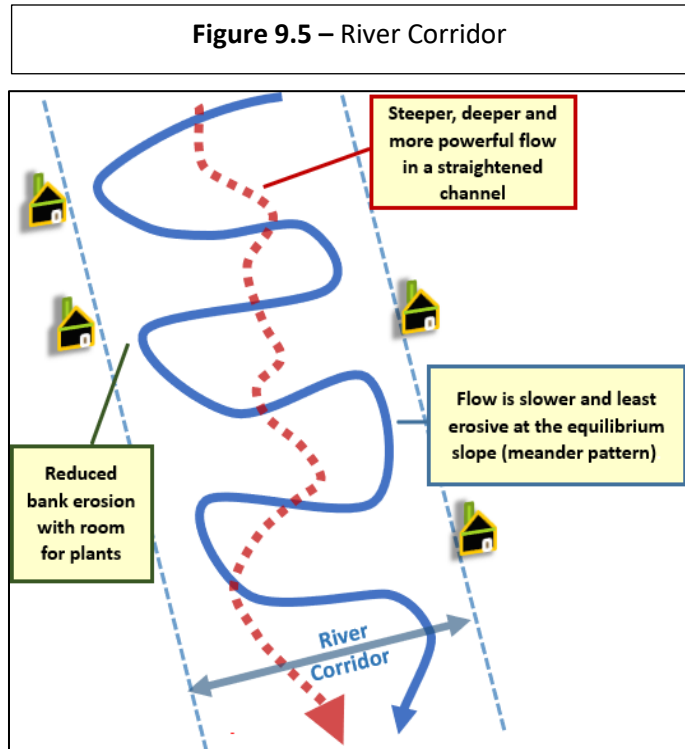 Figure 9.5 – River Corridor
Steeper, deeper and
more powerful flow
in a straightened
channel
Flow is slower and least
erosive at the equilibrium
slope (meander pattern)
Reduced
bank erosion
with room
for plants
River
Corridor